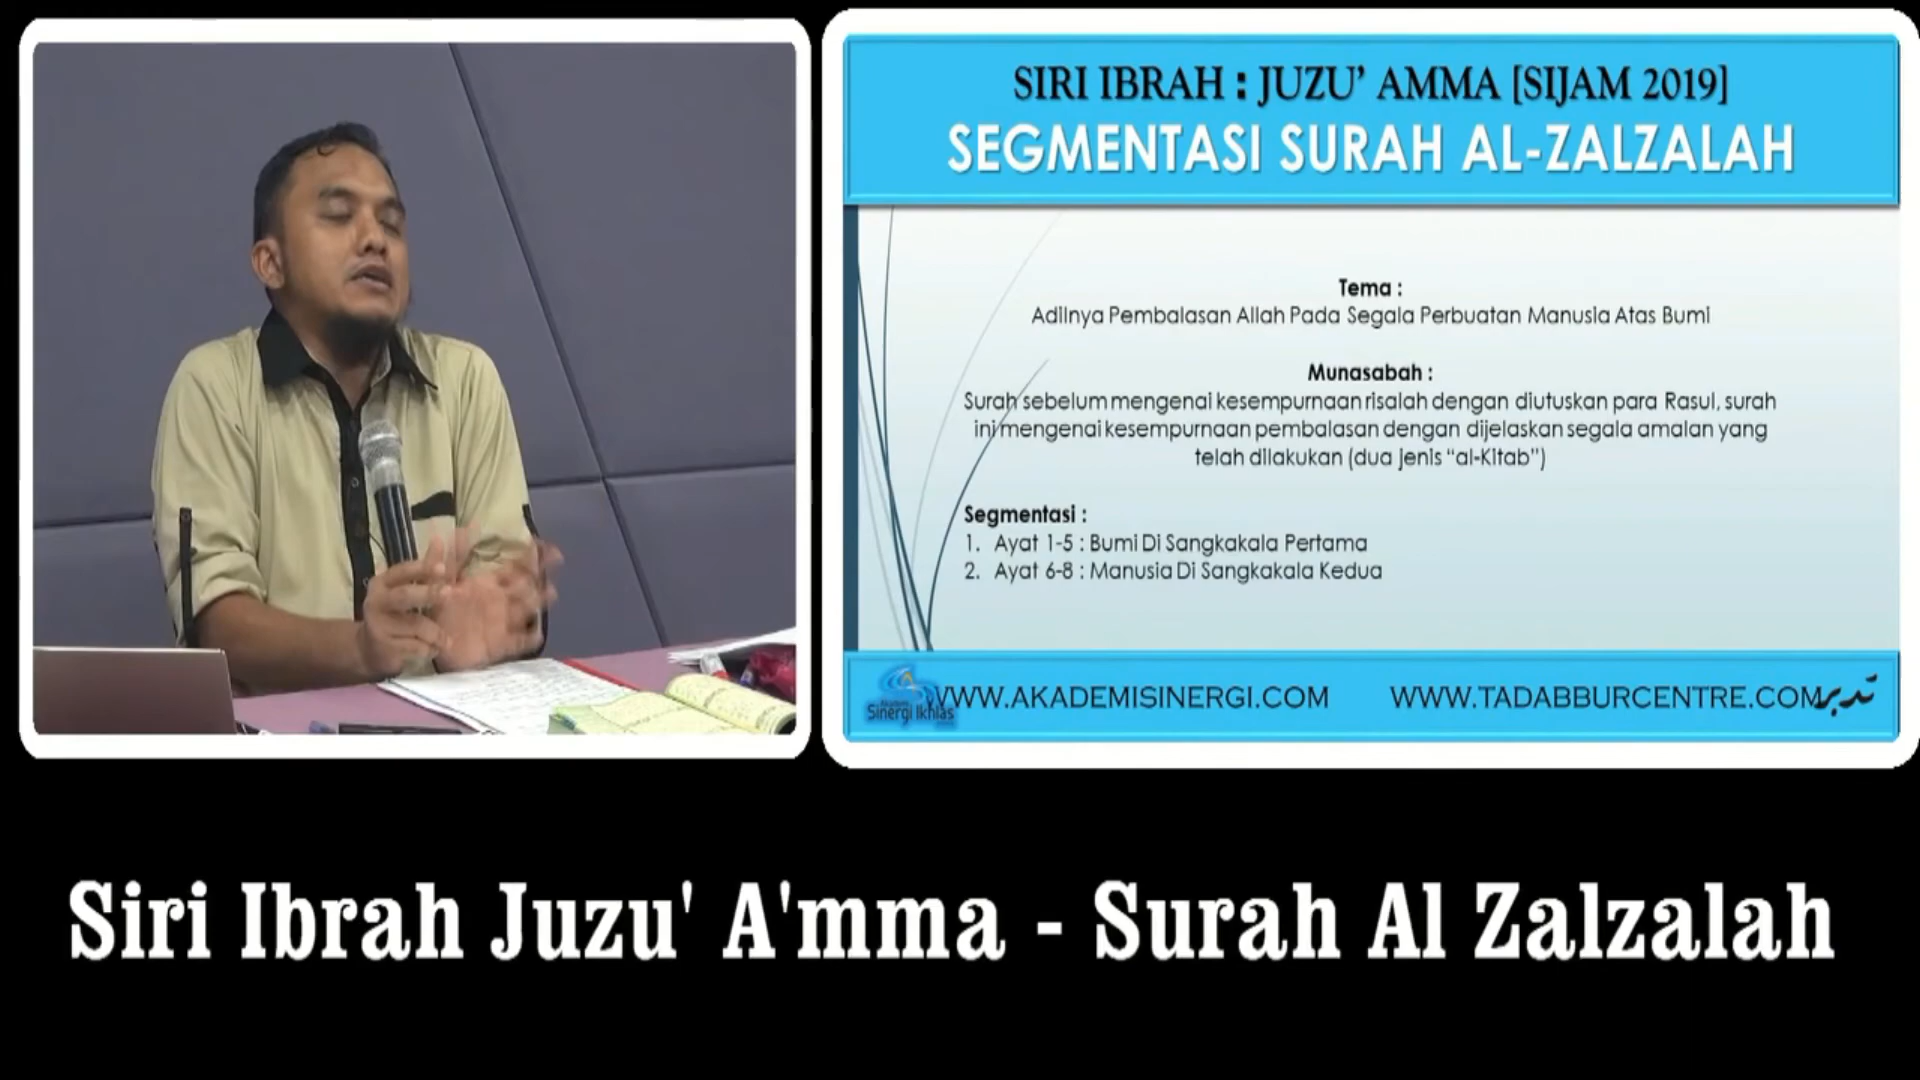 SIRI IBRAH : JUZU’ AMMA [SIJAM 2019]
SEGMENTASI SURAH AL-ZALZALAH
Tema :
Adilnya Pembalasan Allah Pada Segala Perbuatan Manusia Atas Bumi
Munasabah :
Surah sebelum mengenai kesempurnaan risalah dengan diutuskan para Rasul, surah
ini mengenai kesempurnaan pembalasan dengan dijelaskan segala amalan yang
telah dilakukan (dua jenis “al-Kitab”)
Segmentasi :
1. Ayat 1-5 : Bumi Di Sangkakala Pertama
2. Ayat 6-8 : Manusia Di Sangkakala Kedua
Akademi
Sinergi Ikhlas
WWW.AKADEMISINERGI.COM
WWW.TADABBURCENTRE.COM
تدبر
Siri Ibrah Juzu' A'mma - Surah Al Zalzalah